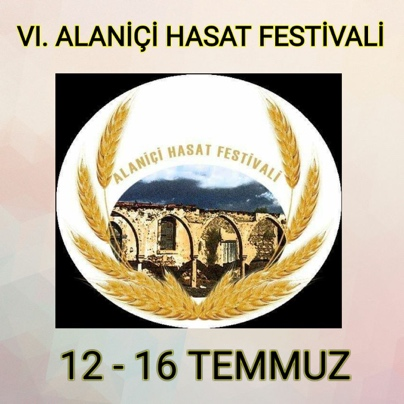 VI. ALANİÇİ HASAT FESTİVALİ
ALANİÇİ HASAT FESTİVALİ
12 - 16 TEMMUZ